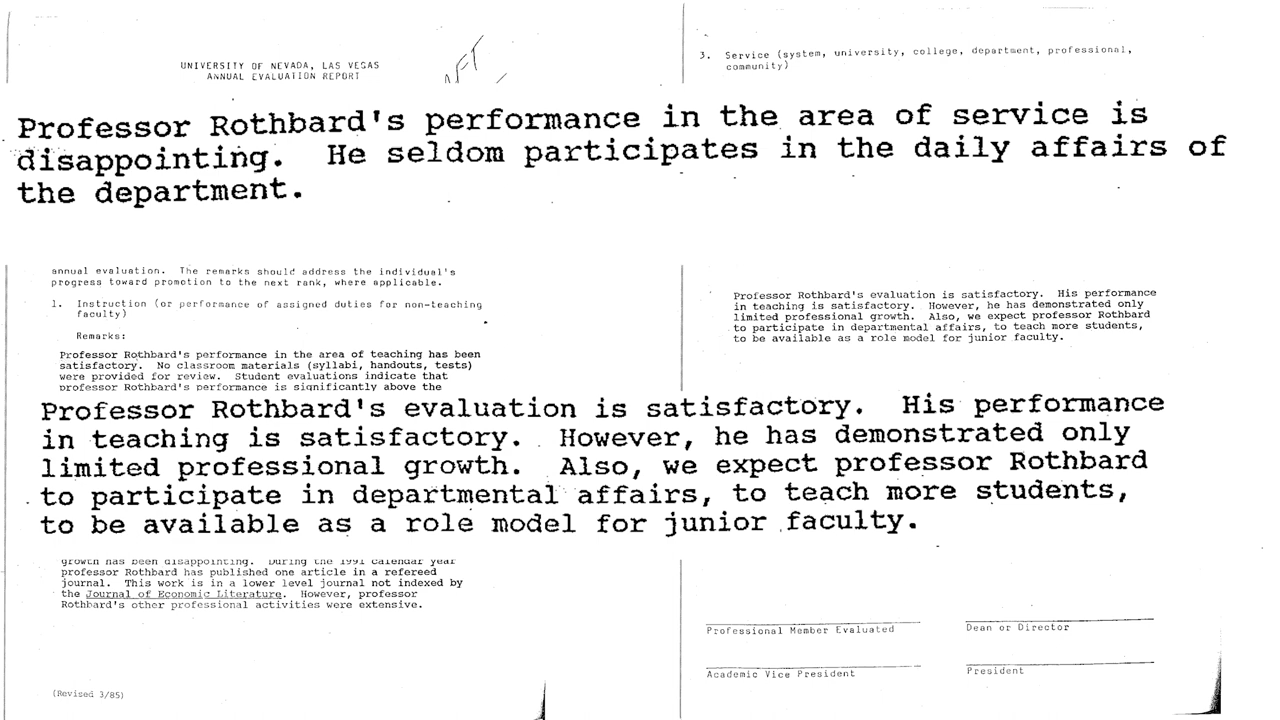 UNIVERSITY OF NEVADA, LAS VEGAS
ANNUAL EVALUATION REPORT
3. Service (system, university, college, department, professional,
community)
Professor Rothbard's performance in the area of service is
disappointing. He seldom participates in the daily affairs of
the department.
annual evaluation. The remarks should address the individual's
progress toward promotion to the next rank, where applicable.
1. Instruction (or performance of assigned duties for non-teaching
faculty)
Remarks:
Professor Rothbard's performance in the area of teaching has been
satisfactory. No classroom materials (syllabi, handouts, tests)
were provided for review. Student evaluations indicate that
professor Rothbard's performance is significantly above the
Professor Rothbard's evaluation is satisfactory. His performance
in teaching is satisfactory. However, he has demonstrated only
limited professional growth. Also, we expect professor Rothbard
to participate in departmental affairs, to teach more students,
to be available as a role model for junior faculty.
Professor Rothbard's evaluation is satisfactory. His performance
in teaching is satisfactory. However, he has demonstrated only
limited professional growth. Also, we expect professor Rothbard
to participate in departmental affairs, to teach more students,
to be available as a role model for junior faculty.
growth has been disappointing. During the 1991 calendar year
professor Rothbard has published one article in a refereed
journal. This work is in a lower level journal not indexed by
the Journal of Economic Literature. However, professor
Rothbard's other professional activities were extensive.
(Revised 3/85)
Professional Member Evaluated
Dean or Director
Academic Vice President
President